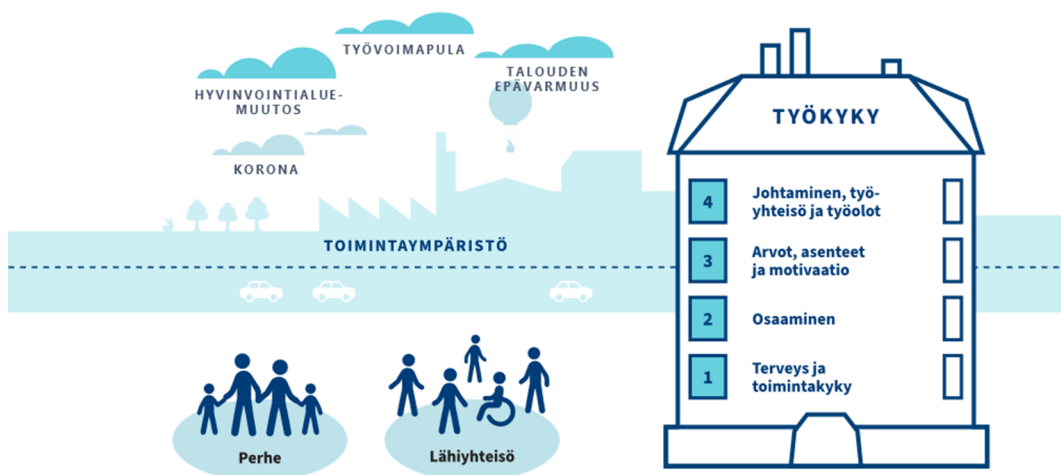 TYÖVOIMAPULA
TALOUDEN
EPÄVARMUUS
HYVINVOINTIALUE-
MUUTOS
KORONA
TOIMINTAYMPÄRISTÖ
Perhe
Lähiyhteisö
TYÖKYKY
4
Johtaminen, työ-
yhteisö ja työolot
3
Arvot, asenteet
ja motivaatio
2
Osaaminen
1
Terveys ja
toimintakyky